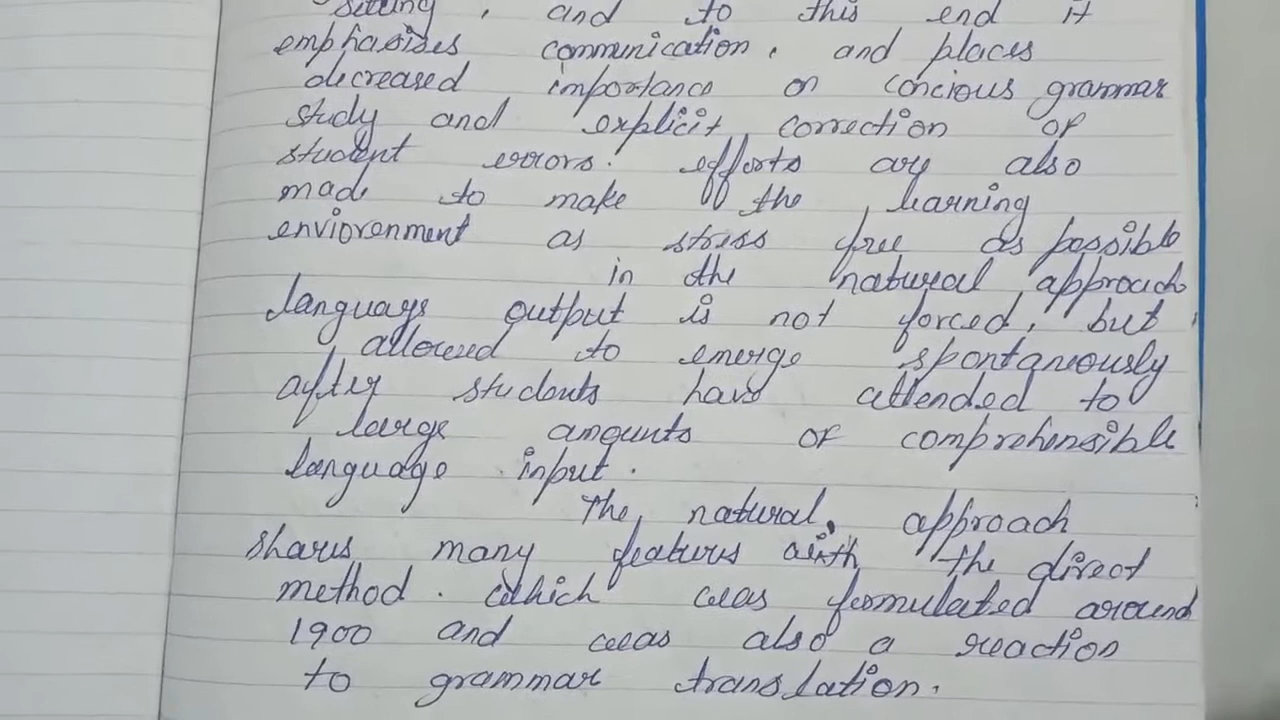 setting, and to this end it
emphasises communication, and places
decreased importance on concious grammar
study and explicit correction of
student errors. efforts are also
made to make the learning
enviorenment as stress free as possible
in the natural approach
language output is not forced, but
allowed to emerge spontaneously
after students have attended to
large amounts of comprehensible
language input.
The natural approach
shares many features with the direct
method. which was formulated around
1900 and was also a reaction
to grammar translation.